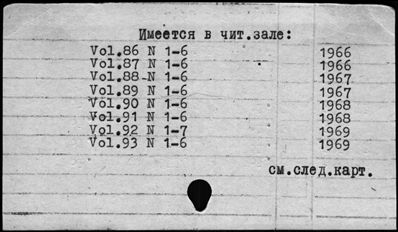 Имеется в чит.зале:
Vol.86 N 1-6 1966
Vol.87 N 1-6 1966
Vol.88 N 1-6 1967
Vol.89 N 1-6 1967
Vol.90 N 1-6 1968
Vol.91 N 1-6 1968
Vol.92 N 1-7 1969
Vol.93 N 1-6 1969
см.след.карт.